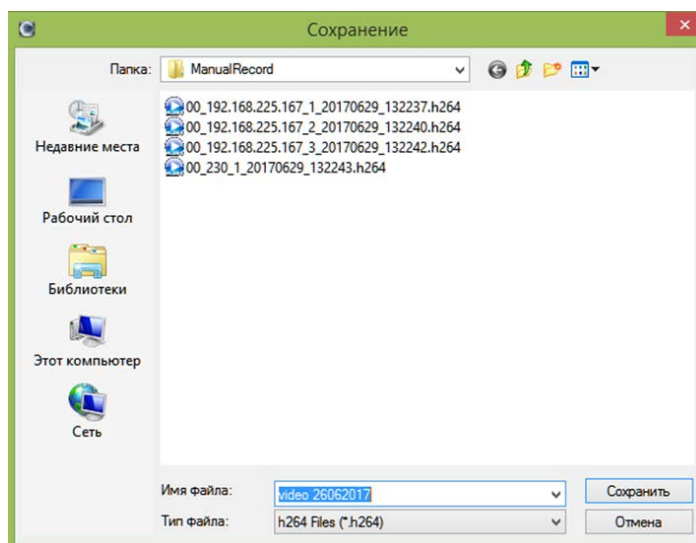 Сохранение
Папка: ManualRecord
00_192.168.225.167_1_20170629_132237.h264
00_192.168.225.167_2_20170629_132240.h264
00_192.168.225.167_3_20170629_132242.h264
00_230_1_20170629_132243.h264
Недавние места
Рабочий стол
Библиотеки
Этот компьютер
Сеть
Имя файла: video 26062017 Сохранить
Тип файла: h264 Files (*.h264) Отмена